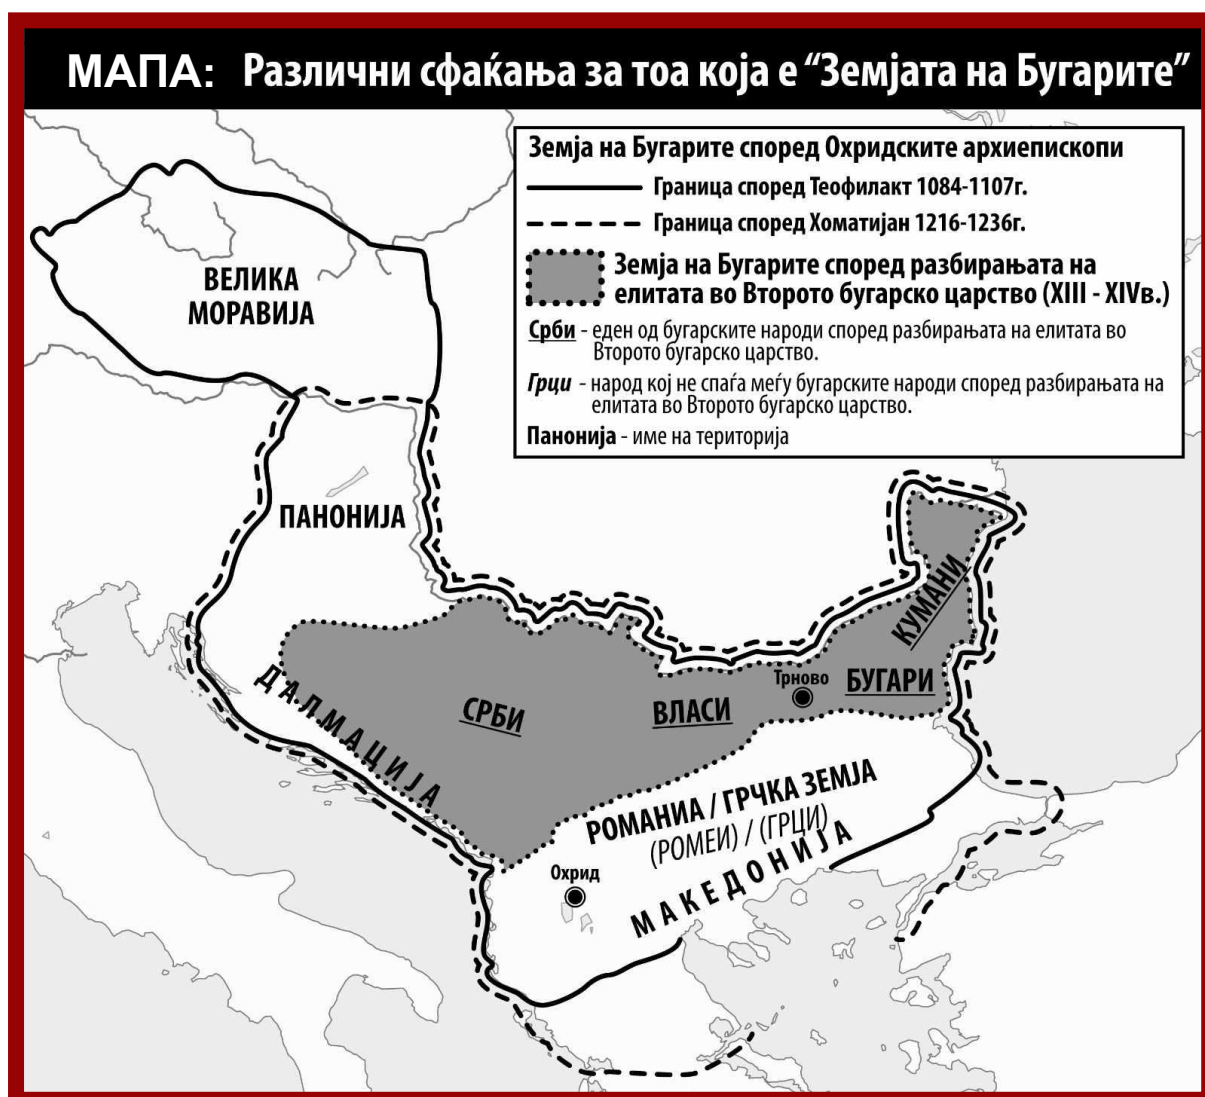 МАПА: Различни сфаќања за тоа која е “Земјата на Бугарите”
Земја на Бугарите според Охридските архиепископи
Граница според Теофилакт 1084-1107г.
Граница според Хоматијан 1216-1236г.
Земја на Бугарите според разбирањата на
елитата во Второто бугарско царство (XIII - XIVв.)
Срби - еден од бугарските народи според разбирањата на елитата во
Второто бугарско царство.
Грци - народ кој не спаѓа меѓу бугарските народи според разбирањата на
елитата во Второто бугарско царство.
Панонија - име на територија
ВЕЛИКА
МОРАВИЈА
ПАНОНИЈА
КУМАНИ
Трново
БУГАРИ
ДАЛМАЦИЈА
СРБИ
ВЛАСИ
РОМАНИА / ГРЧКА ЗЕМЈА
(РОМЕИ) / (ГРЦИ)
МАКЕДОНИЈА
Охрид